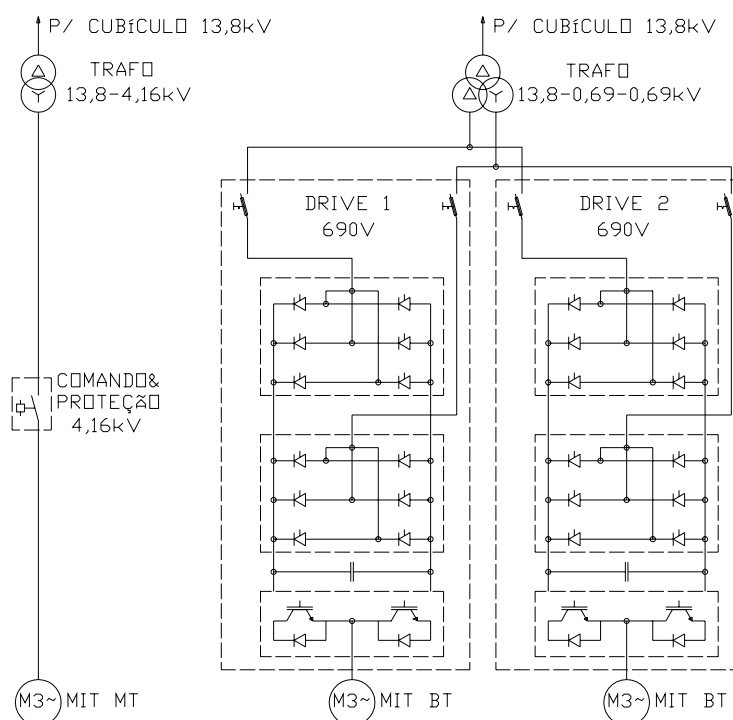 P/ CUBíCULO 13,8kV
TRAFO
13,8-4,16kV
P/ CUBíCULO 13,8kV
TRAFO
13,8-0,69-0,69kV
DRIVE 1
690V
DRIVE 2
690V
COMANDO&
PROTEÇÃO
4,16kV
M3~ MIT MT
M3~ MIT BT
M3~ MIT BT